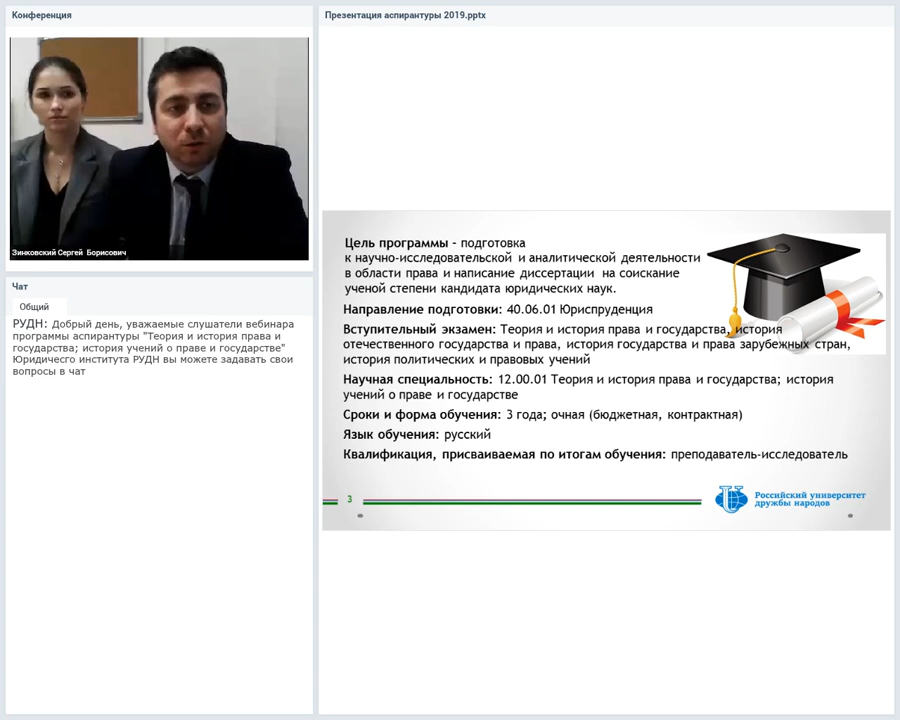 Конференция
Зинковский Сергей Борисович
Чат
Общий
РУДН: Добрый день, уважаемые слушатели вебинара
программы аспирантуры "Теория и история права и
государства; история учений о праве и государстве"
Юридичесго института РУДН вы можете задавать свои
вопросы в чат
Презентация аспирантуры 2019.pptx
Цель программы - подготовка
к научно-исследовательской и аналитической деятельности
в области права и написание диссертации на соискание
ученой степени кандидата юридических наук.
Направление подготовки: 40.06.01 Юриспруденция
Вступительный экзамен: Теория и история права и государства, история
отечественного государства и права, история государства и права зарубежных стран,
история политических и правовых учений
Научная специальность: 12.00.01 Теория и история права и государства; история
учений о праве и государстве
Сроки и форма обучения: 3 года; очная (бюджетная, контрактная)
Язык обучения: русский
Квалификация, присваиваемая по итогам обучения: преподаватель-исследователь
3
Российский университет
дружбы народов